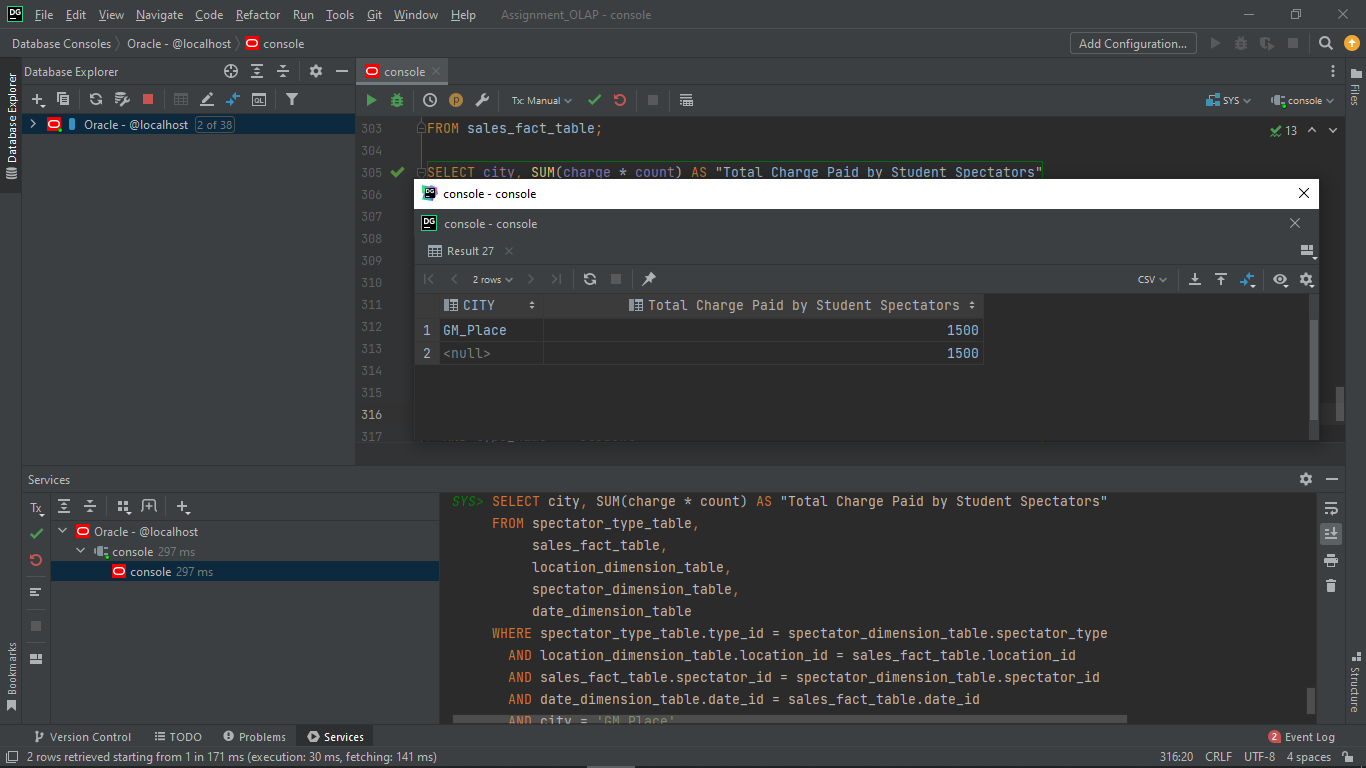 DG File Edit View Navigate Code Refactor Run Tools Git Window Help Assignment_OLAP - console
Database Consoles Oracle - @localhost console Add Configuration...
Database Explorer
console
Tx: Manual SYS console
Oracle - @localhost 2 of 38
Database Explorer
Files
303 FROM sales_fact_table; 13
304
305 SELECT city, SUM(charge * count) AS "Total Charge Paid by Student Spectators"
306
307
308
309
310
311
312
313
314
315
316
317
DG console - console
DG console - console
Result 27
2 rows CSV
CITY Total Charge Paid by Student Spectators
1 GM_Place 1500
2 <null> 1500
Services
Tx
Oracle - @localhost
console 297 ms
console 297 ms
SYS> SELECT city, SUM(charge * count) AS "Total Charge Paid by Student Spectators"
FROM spectator_type_table,
sales_fact_table,
location_dimension_table,
spectator_dimension_table,
date_dimension_table
WHERE spectator_type_table.type_id = spectator_dimension_table.spectator_type
AND location_dimension_table.location_id = sales_fact_table.location_id
AND sales_fact_table.spectator_id = spectator_dimension_table.spectator_id
AND date_dimension_table.date_id = sales_fact_table.date_id
AND city = 'GM_Place'
Bookmarks
Structure
Version Control TODO Problems Services 2 Event Log
2 rows retrieved starting from 1 in 171 ms (execution: 30 ms, fetching: 141 ms) 316:20 CRLF UTF-8 4 spaces